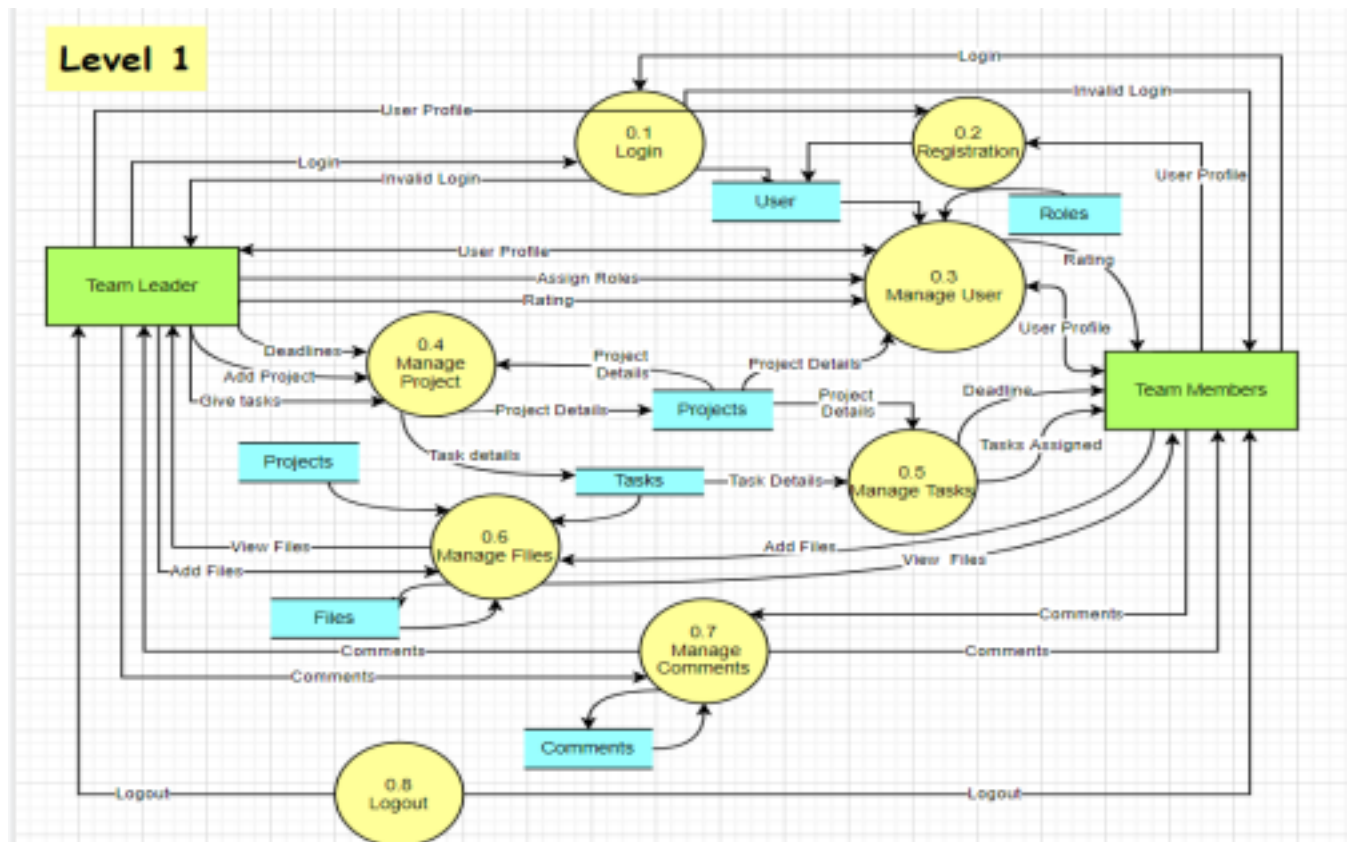 Level 1
Login
Invalid Login
User Profile
0.1
Login
0.2
Registration
Login
Invalid Login
User Profile
User
Roles
User Profile
Rating
Team Leader
Assign Roles
0.3
Manage User
Rating
User Profile
0.4
Manage
Project
Deadlines
Add Project
Give tasks
Project
Details
Project Details
Project Details
Projects
Project
Details
Deadline
Team Members
Tasks Assigned
Projects
Task details
Tasks
Task Details
0.5
Manage Tasks
0.6
Manage Files
View Files
Add Files
Add Files
View Files
Files
Comments
0.7
Manage
Comments
Comments
Comments
Comments
Comments
0.8
Logout
Logout
Logout